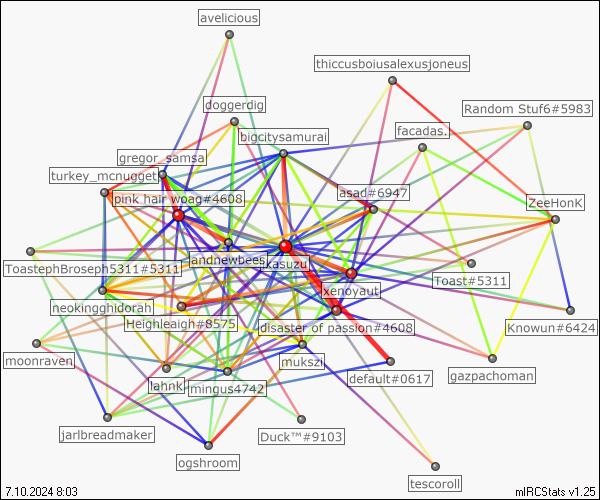 avelicious
thiccusboiusalexusjoneus
doggerdig
Random Stuf6#5983
bigcitysamurai
facadas.
gregor_samsa
turkey_mcnugget
pink hair woag#4608
asad#6947
ZeeHonK
andnewbees
kasuzu
ToastephBroseph5311#5311
Toast#5311
xenoyaut
neokingghidorah
Heighleaigh#8575
disaster of passion#4608
Knowun#6424
moonraven
mukszi
lahnk
mingus4742
default#0617
gazpachoman
jarlbreadmaker
Duck™#9103
ogshroom
tescoroll
7.10.2024 8:03
mIRCStats v1.25